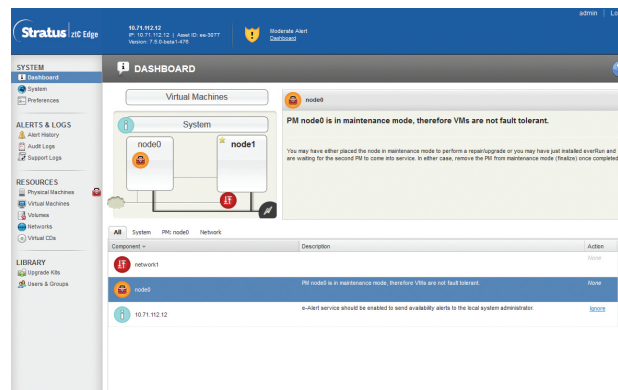 admin | Lo
Stratus ztC Edge
10.71.112.12
IP: 10.71.112.12 | Asset ID: ee-3077
Version: 7.5.0-beta1-476
Moderate Alert
Dashboard
SYSTEM
Dashboard
System
Preferences
ALERTS & LOGS
Alert History
Audit Logs
Support Logs
RESOURCES
Physical Machines
Virtual Machines
Volumes
Networks
Virtual CDs
LIBRARY
Upgrade Kits
Users & Groups
DASHBOARD
Virtual Machines
System
node0
node1
node0
PM node0 is in maintenance mode, therefore VMs are not fault tolerant.
You may have either placed the node in maintenance mode to perform a repair/upgrade or you may have just installed everRun and
are waiting for the second PM to come into service. In either case, remove the PM from maintenance mode (finalize) once completed
All System PM: node0 Network
Component Description Action
network1 None
node0 PM node0 is in maintenance mode, therefore VMs are not fault tolerant. None
10.71.112.12 e-Alert service should be enabled to send availability alerts to the local system administrator. Ignore